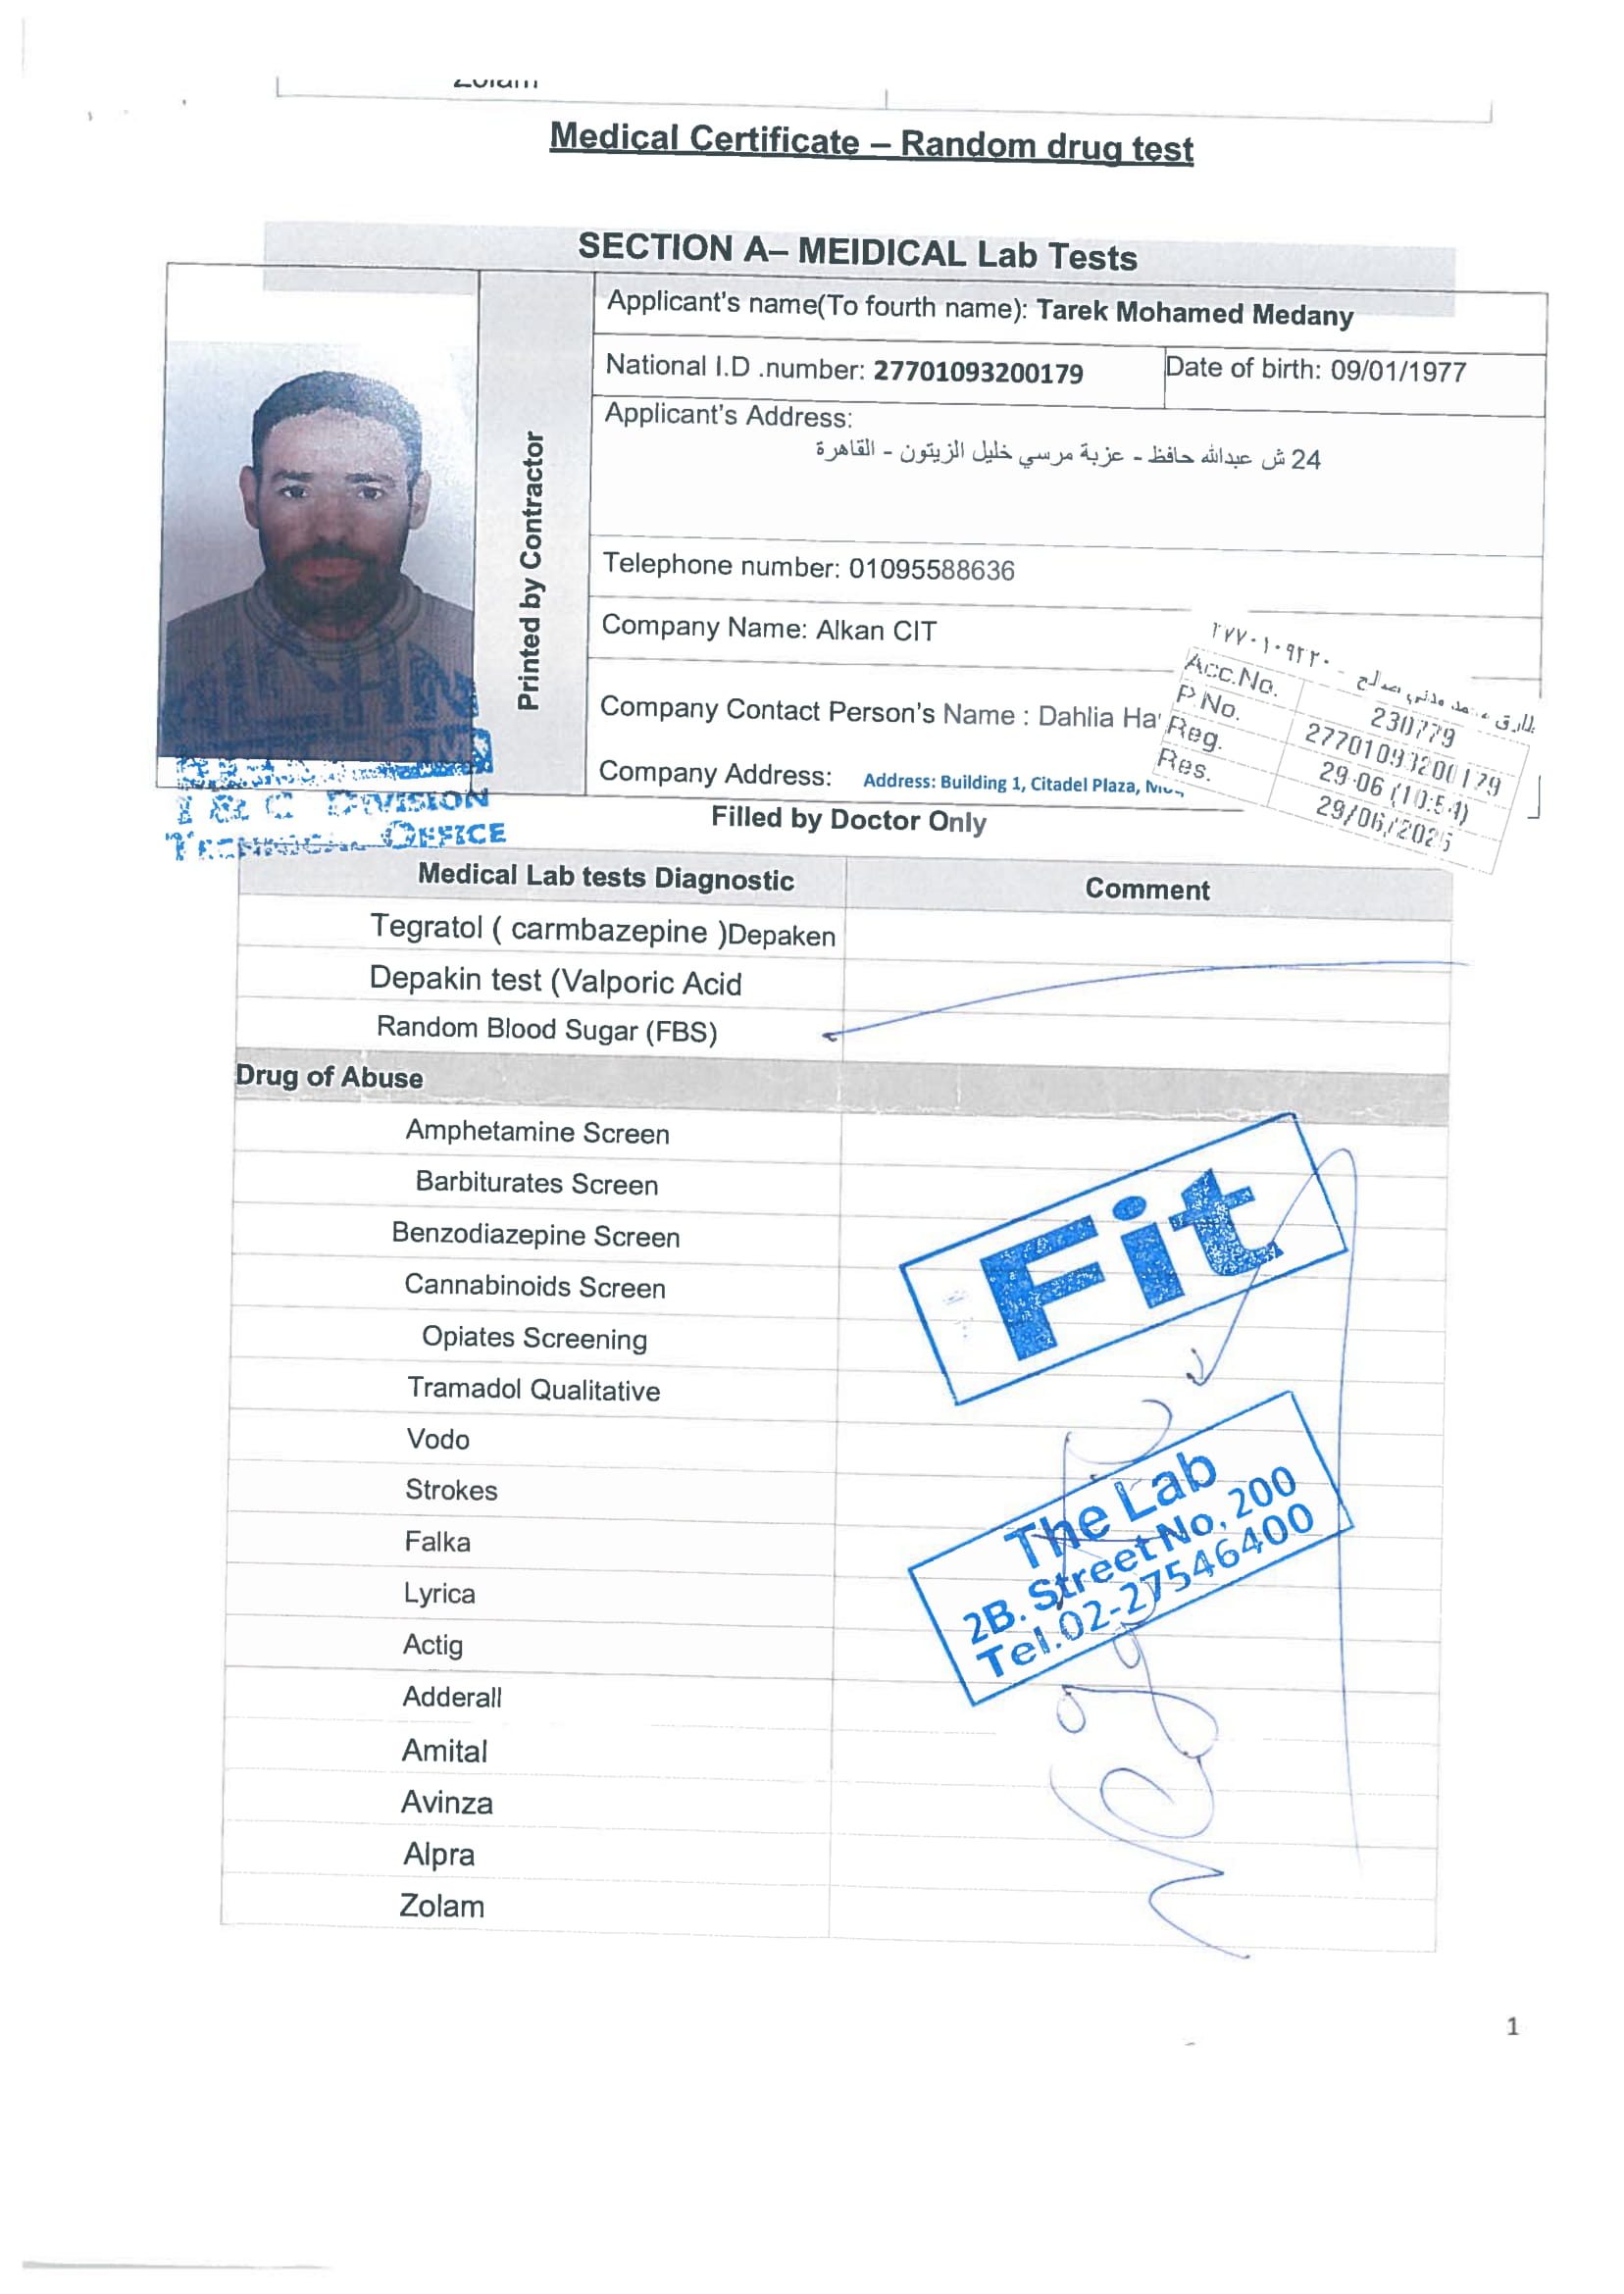 Zolam
Medical Certificate – Random drug test
SECTION A– MEIDICAL Lab Tests
Printed by Contractor
Applicant's name(To fourth name): Tarek Mohamed Medany
National I.D .number: 27701093200179
Date of birth: 09/01/1977
Applicant's Address:
24 ش عبدالله حافظ - عزبة مرسي خليل الزيتون - القاهرة
Telephone number: 01095588636
Company Name: Alkan CIT
Company Contact Person's Name : Dahlia Ha
Company Address: Address: Building 1, Citadel Plaza,
مدني صالح
Acc.No. 230779
P.No. 27701093200179
Reg. 29-06 (10:54)
Res. 29/06/2025
T & C DIVISION
TECHNICAL OFFICE
Filled by Doctor Only
Medical Lab tests Diagnostic
Comment
Tegratol ( carmbazepine )Depaken
Depakin test (Valporic Acid
Random Blood Sugar (FBS)
Drug of Abuse
Amphetamine Screen
Barbiturates Screen
Benzodiazepine Screen
Cannabinoids Screen
Opiates Screening
Tramadol Qualitative
Vodo
Strokes
Falka
Lyrica
Actig
Adderall
Amital
Avinza
Alpra
Zolam
Fit
The Lab
2B. Street No. 200
Tel.02-27546400
1